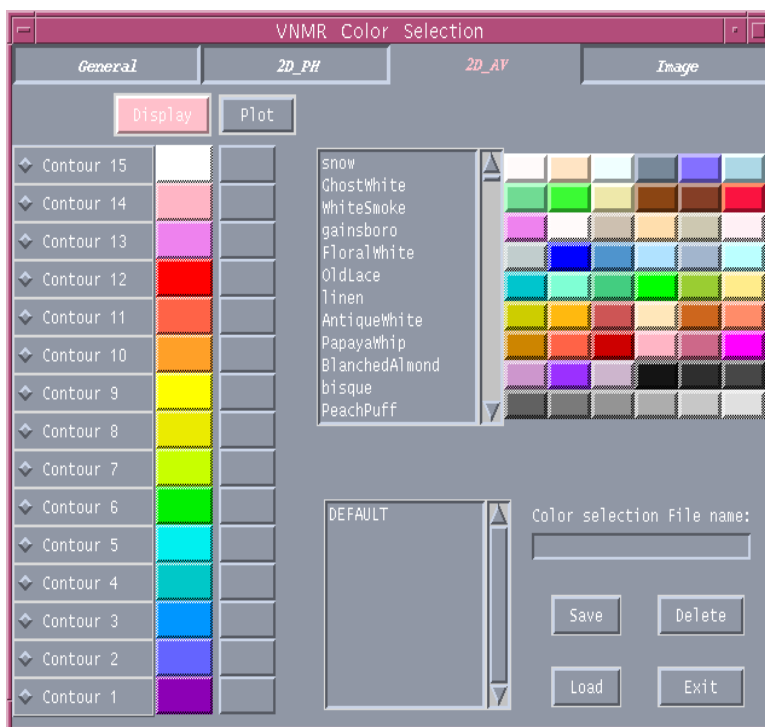 VNMR Color Selection
General
2D_PH
2D_AV
Image
Display
Plot
Contour 15
Contour 14
Contour 13
Contour 12
Contour 11
Contour 10
Contour 9
Contour 8
Contour 7
Contour 6
Contour 5
Contour 4
Contour 3
Contour 2
Contour 1
snow
GhostWhite
WhiteSmoke
gainsboro
FloralWhite
OldLace
linen
AntiqueWhite
PapayaWhip
BlanchedAlmond
bisque
PeachPuff
DEFAULT
Color selection File name:
Save
Delete
Load
Exit